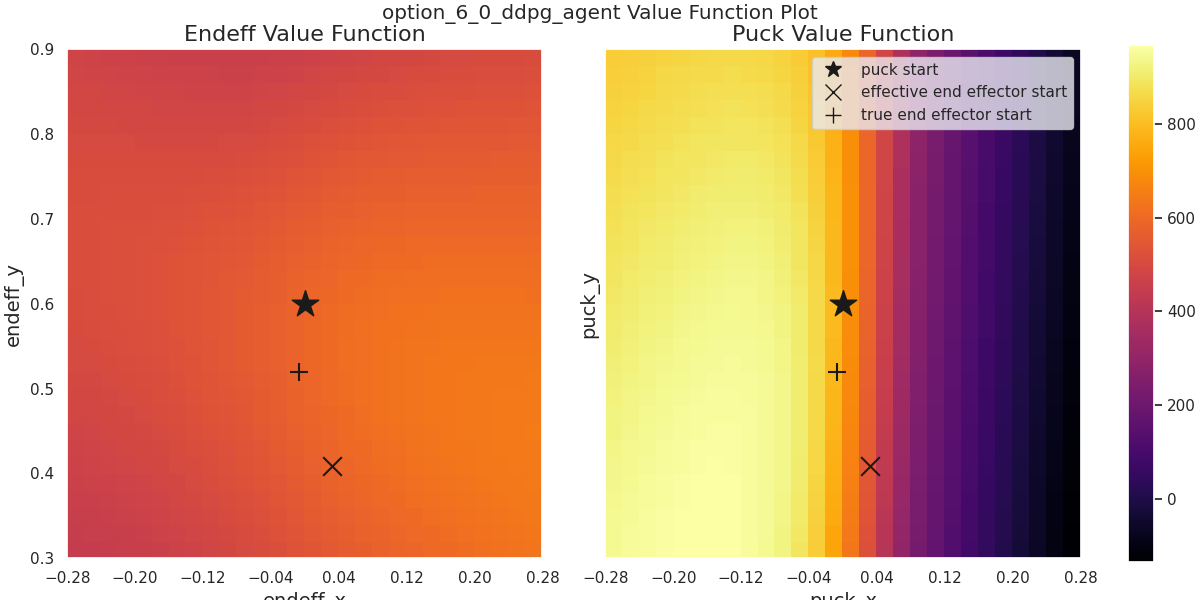 option_6_0_ddpg_agent Value Function Plot
Endeff Value Function
Puck Value Function
puck start
effective end effector start
true end effector start
0.9
0.8
0.7
0.6
0.5
0.4
0.3
endeff_y
puck_y
−0.28 −0.20 −0.12 −0.04 0.04 0.12 0.20 0.28
−0.28 −0.20 −0.12 −0.04 0.04 0.12 0.20 0.28
endeff_x
puck_x
800
600
400
200
0